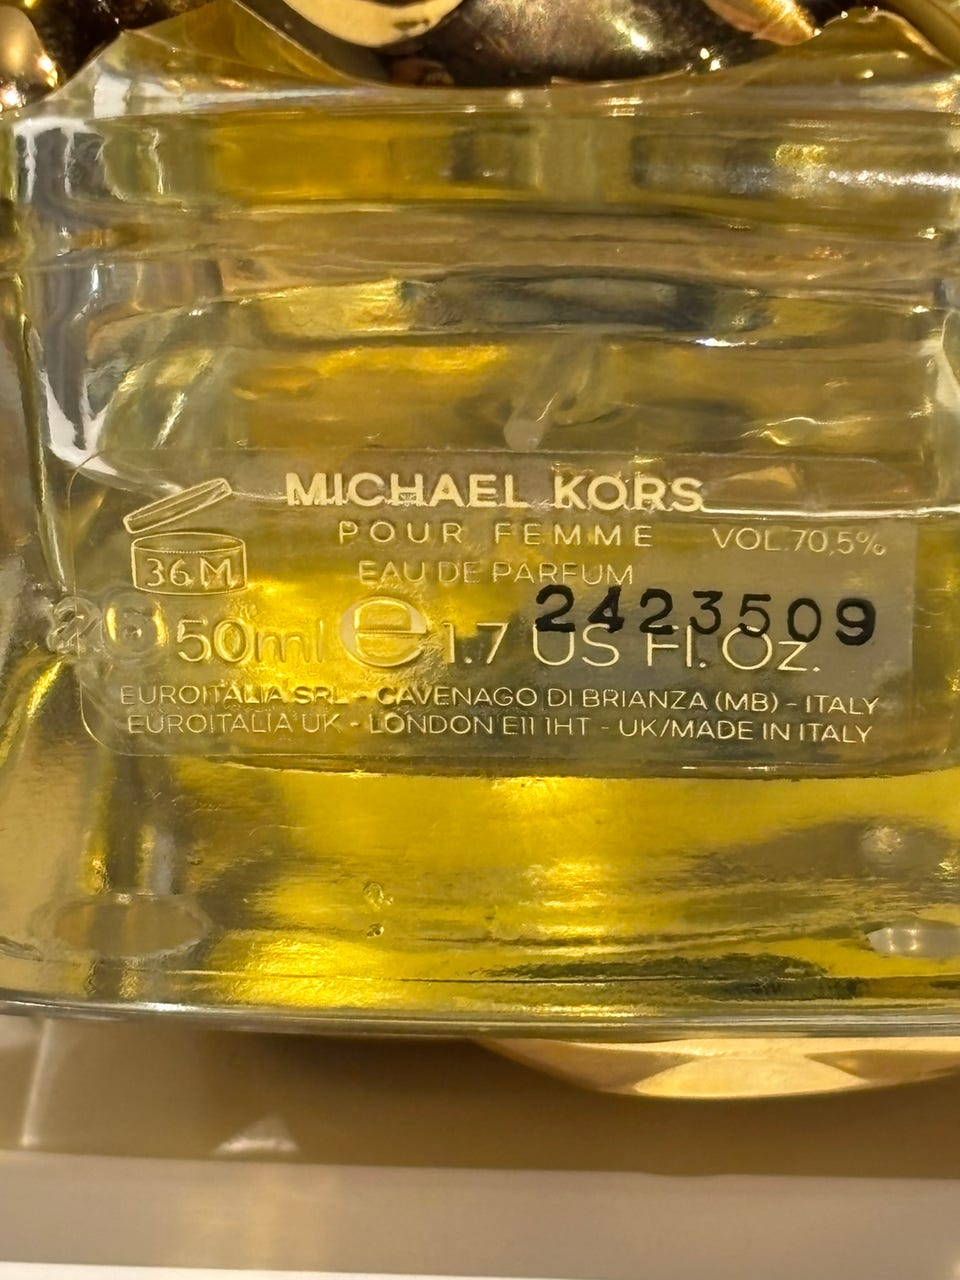 MICHAEL KORS
POUR FEMME
VOL.70,5%
36M
EAU DE PARFUM
2423509
50ml e 1.7 US Fl. Oz.
EUROITALIA SRL - CAVENAGO DI BRIANZA (MB) - ITALY
EUROITALIA UK - LONDON E11 1HT - UK/MADE IN ITALY